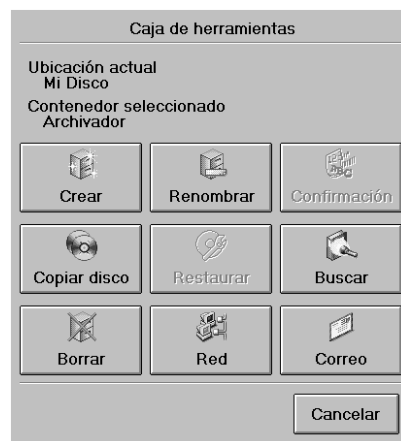 Caja de herramientas
Ubicación actual
Mi Disco
Contenedor seleccionado
Archivador
Crear
Renombrar
Confirmación
Copiar disco
Restaurar
Buscar
Borrar
Red
Correo
Cancelar